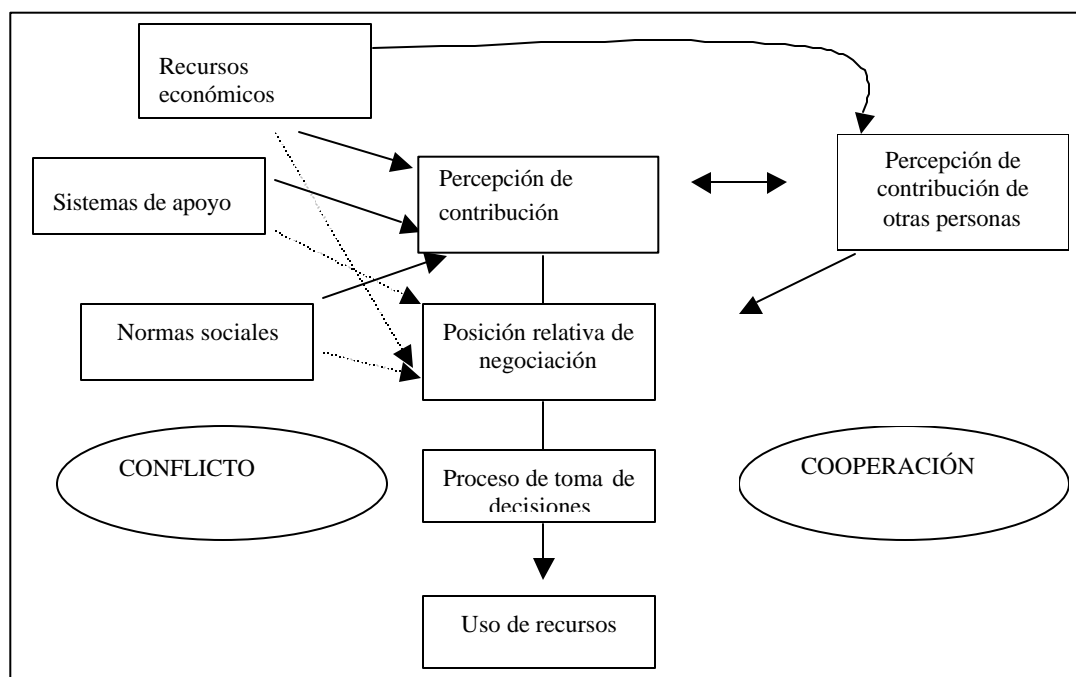 Recursos
económicos
Sistemas de apoyo
Percepción de
contribución
Percepción de
contribución de
otras personas
Normas sociales
Posición relativa de
negociación
CONFLICTO
Proceso de toma de
decisiones
COOPERACIÓN
Uso de recursos